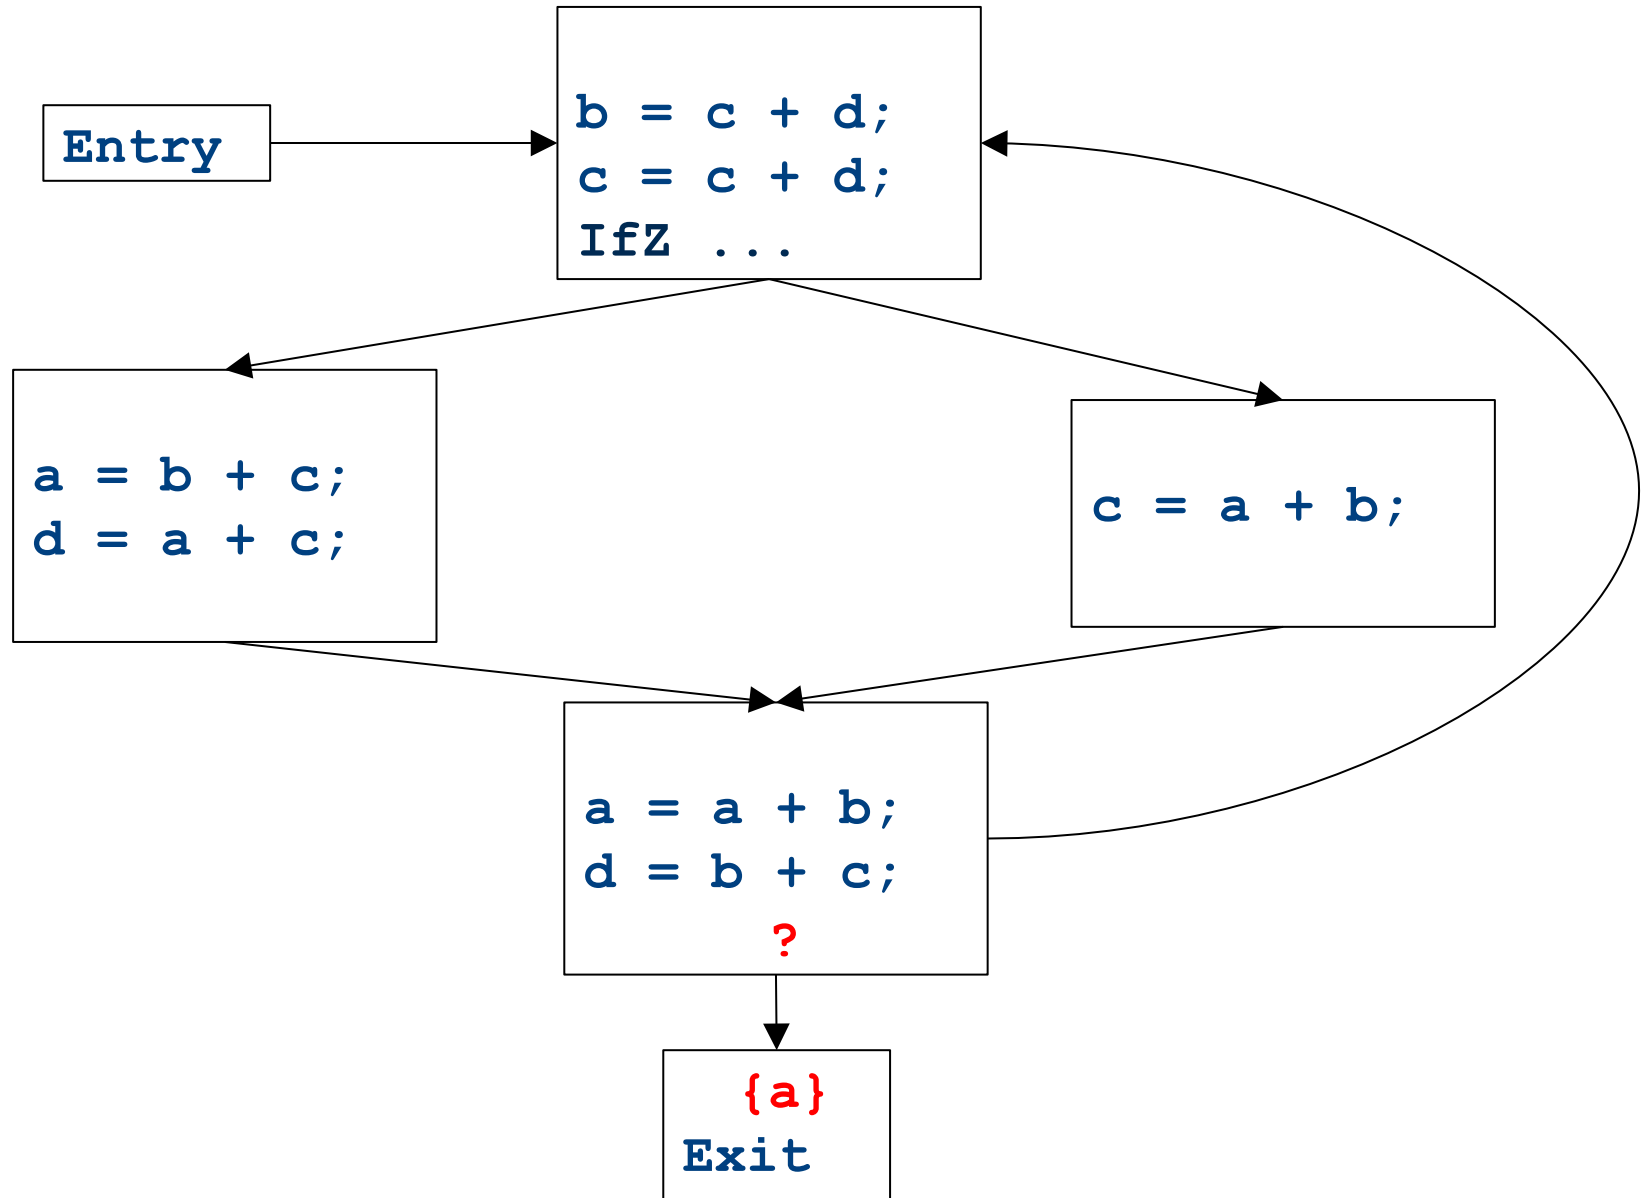 Entry
b = c + d;
c = c + d;
IfZ ...
a = b + c;
d = a + c;
c = a + b;
a = a + b;
d = b + c;
?
{a}
Exit